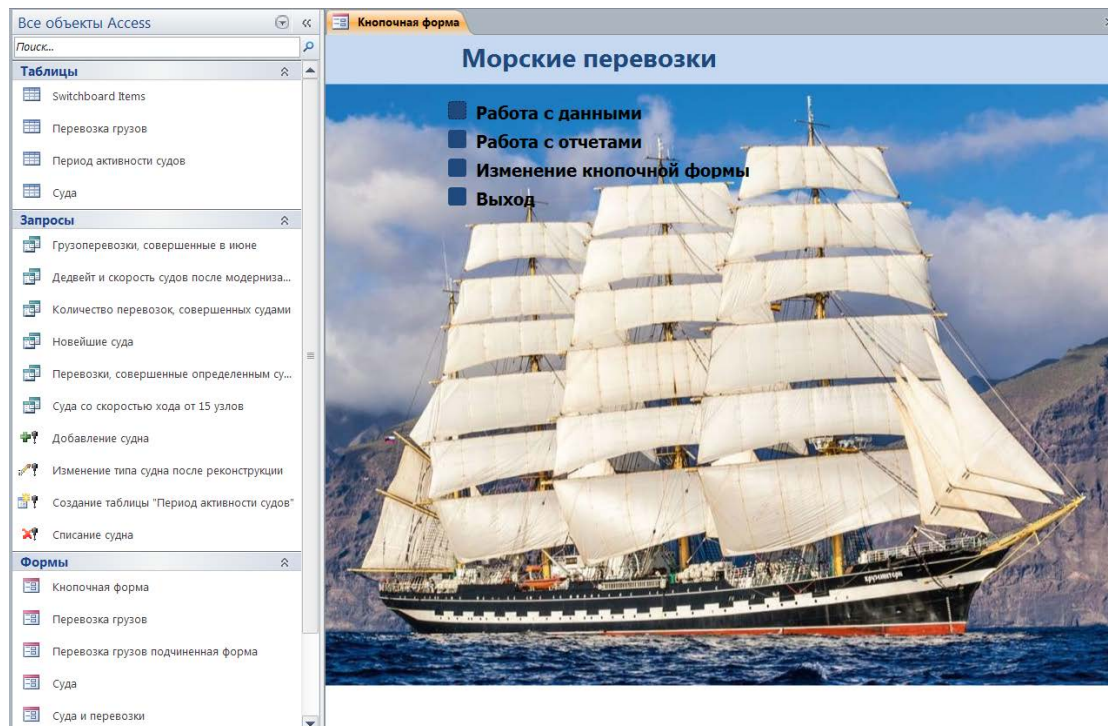 Все объекты Access
Поиск...
Таблицы
Switchboard Items
Перевозка грузов
Период активности судов
Суда
Запросы
Грузоперевозки, совершенные в июне
Дедвейт и скорость судов после модерниза...
Количество перевозок, совершенных судами
Новейшие суда
Перевозки, совершенные определенным су...
Суда со скоростью хода от 15 узлов
Добавление судна
Изменение типа судна после реконструкции
Создание таблицы "Период активности судов"
Списание судна
Формы
Кнопочная форма
Перевозка грузов
Перевозка грузов подчиненная форма
Суда
Суда и перевозки
Кнопочная форма
Морские перевозки
Работа с данными
Работа с отчетами
Изменение кнопочной формы
Выход